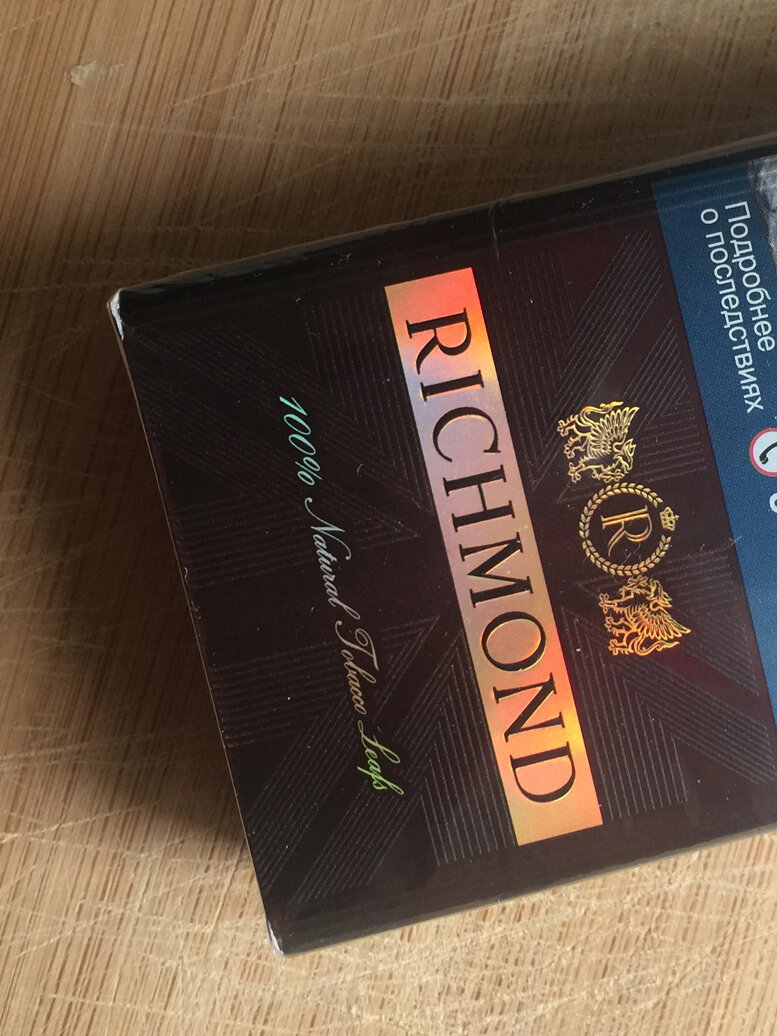 Подробнее
о последствиях
R
RICHMOND
100% Natural Tobacco Leafs